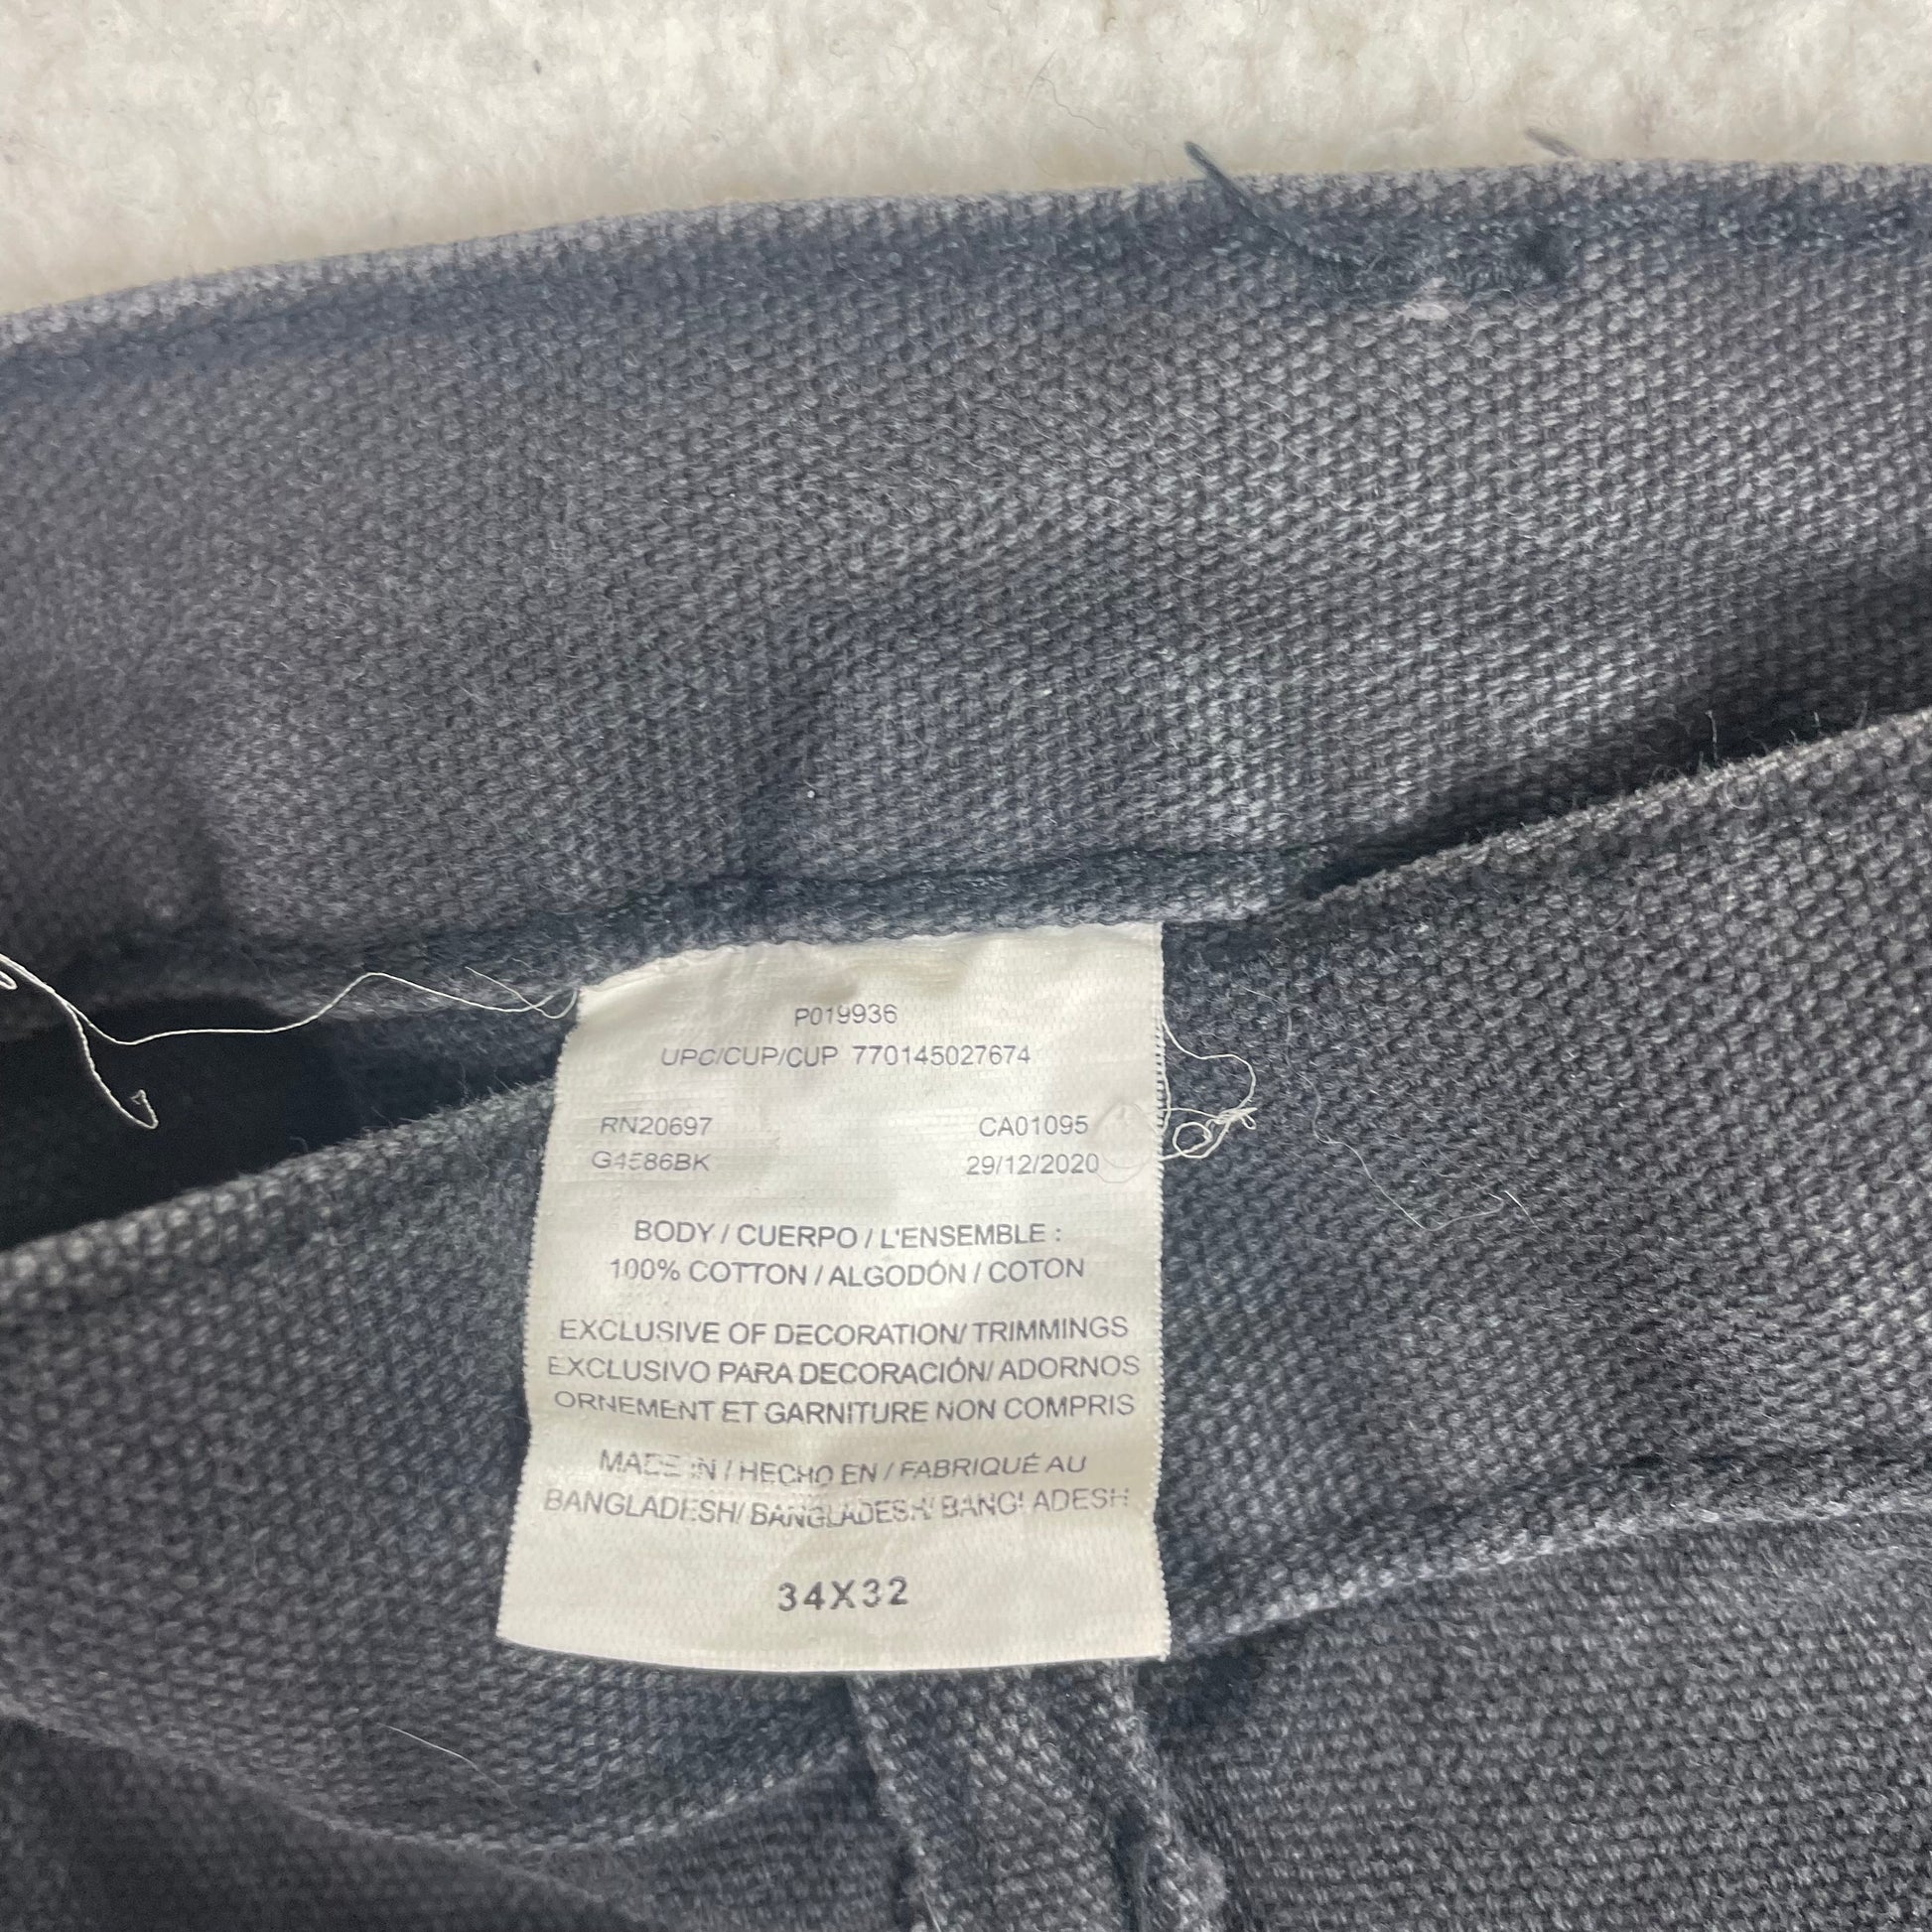 P019936
UPC/CUP/CUP 770145027674
RN20697 CA01095
G4586BK 29/12/2020
BODY / CUERPO / L'ENSEMBLE :
100% COTTON / ALGODÓN / COTON
EXCLUSIVE OF DECORATION/ TRIMMINGS
EXCLUSIVO PARA DECORACIÓN/ ADORNOS
ORNEMENT ET GARNITURE NON COMPRIS
MADE IN / HECHO EN / FABRIQUÉ AU
BANGLADESH/ BANGLADESH/ BANGLADESH
34X32